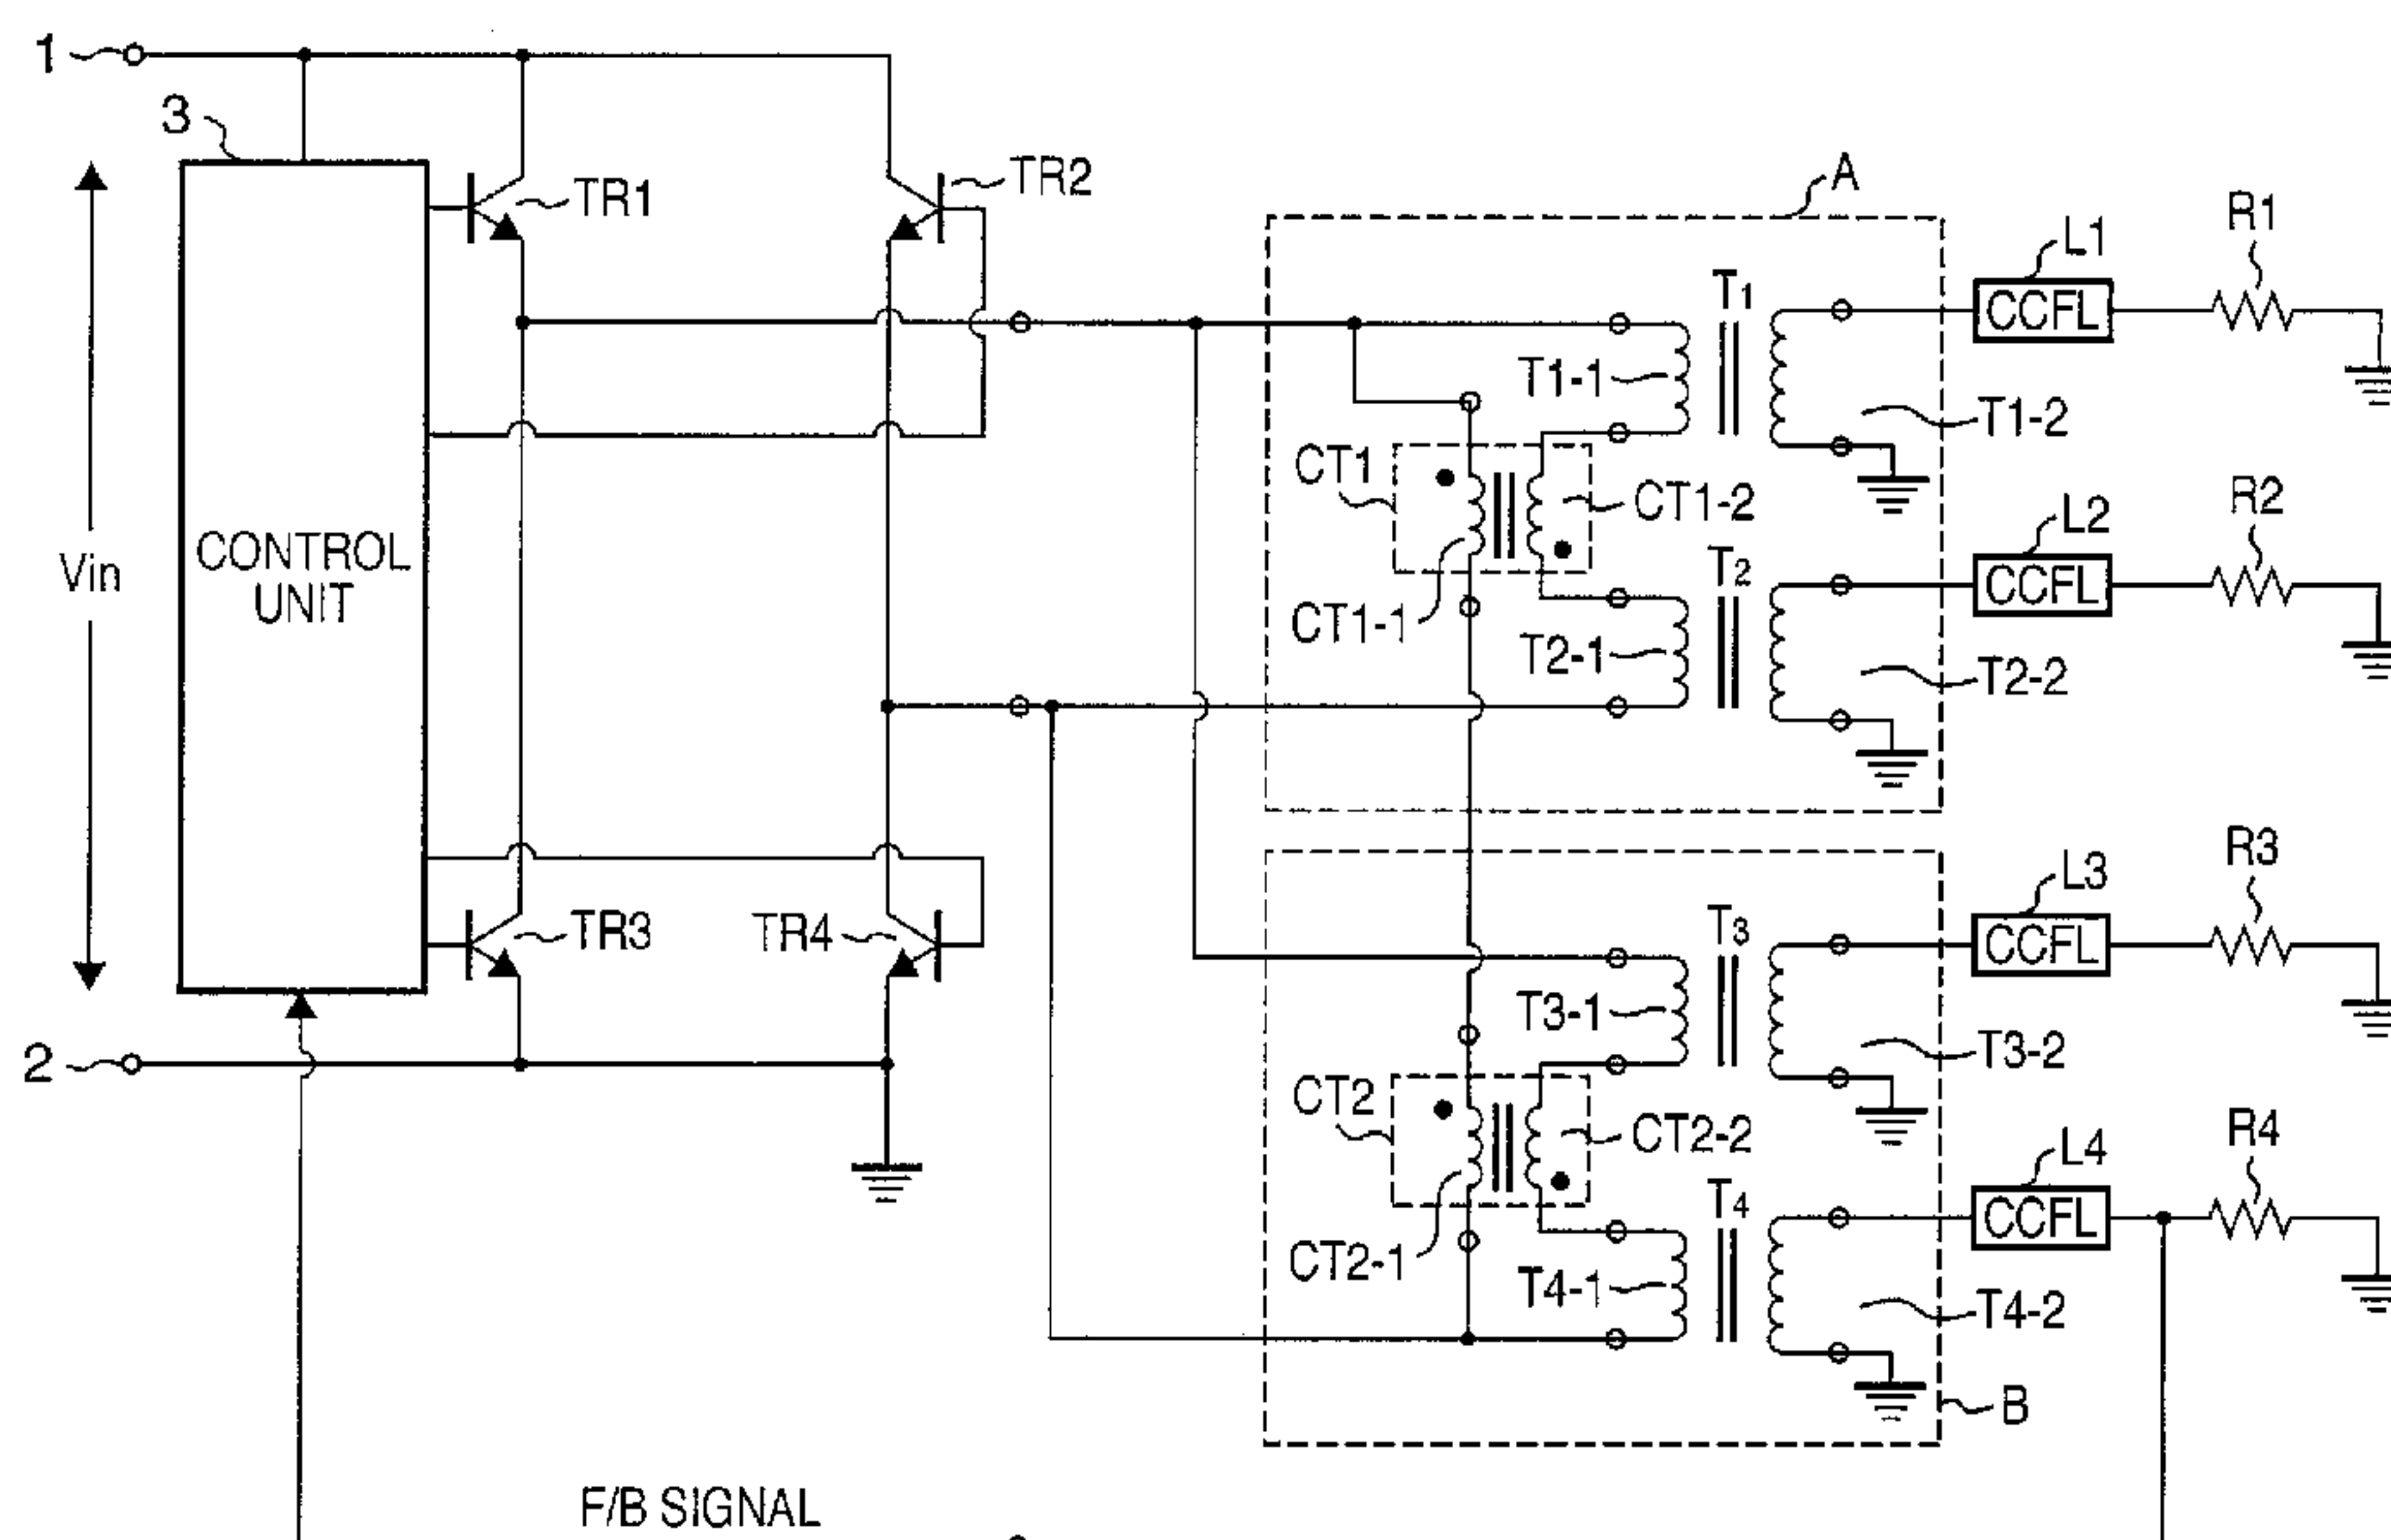 1
3
TR1
TR2
A
L1
R1
CCFL
T1
T1-1
T1-2
CT1
CT1-2
CT1-1
L2
R2
CCFL
T2
T2-1
T2-2
Vin
CONTROL
UNIT
L3
R3
CCFL
T3
TR3
TR4
T3-1
T3-2
2
CT2
CT2-2
CT2-1
L4
R4
CCFL
T4
T4-1
T4-2
B
F/B SIGNAL